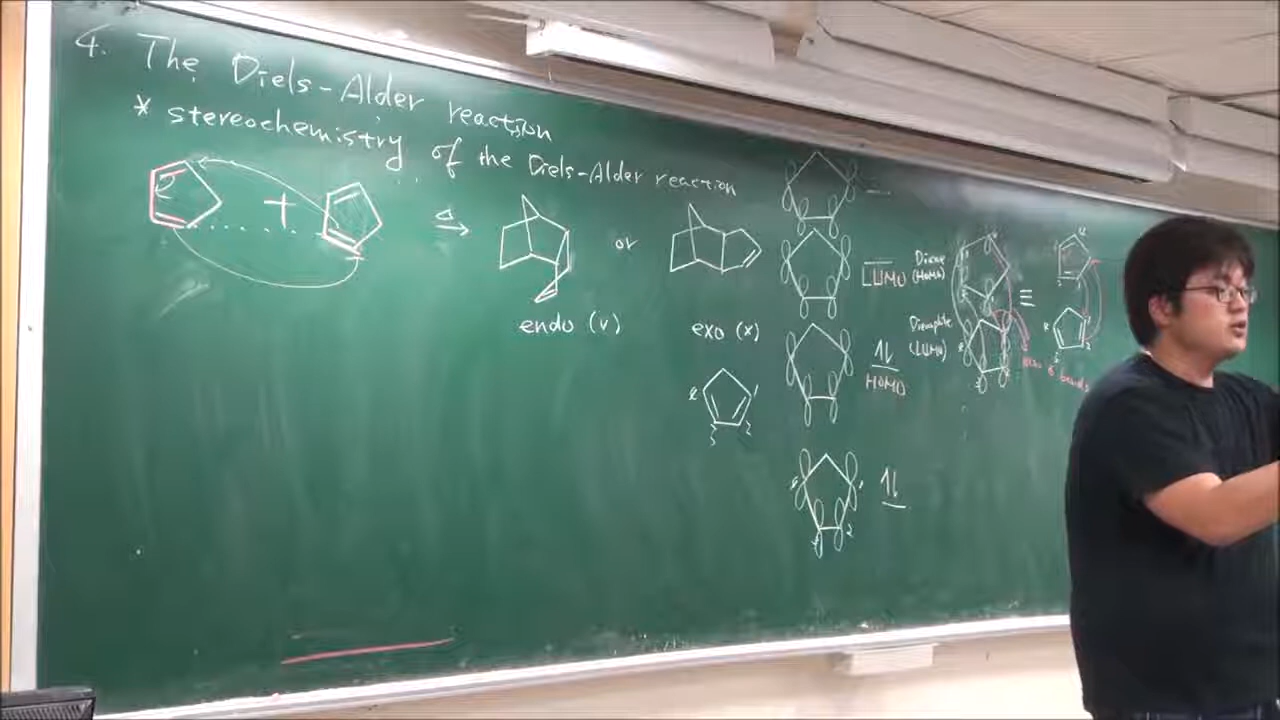 4. The Diels-Alder reaction
* stereochemistry of the Diels-Alder reaction
+
Δ
or
endo (v)
exo (x)
LUMO
HOMO
Diene
(HOMO)
Dienophile
(LUMO)
≡